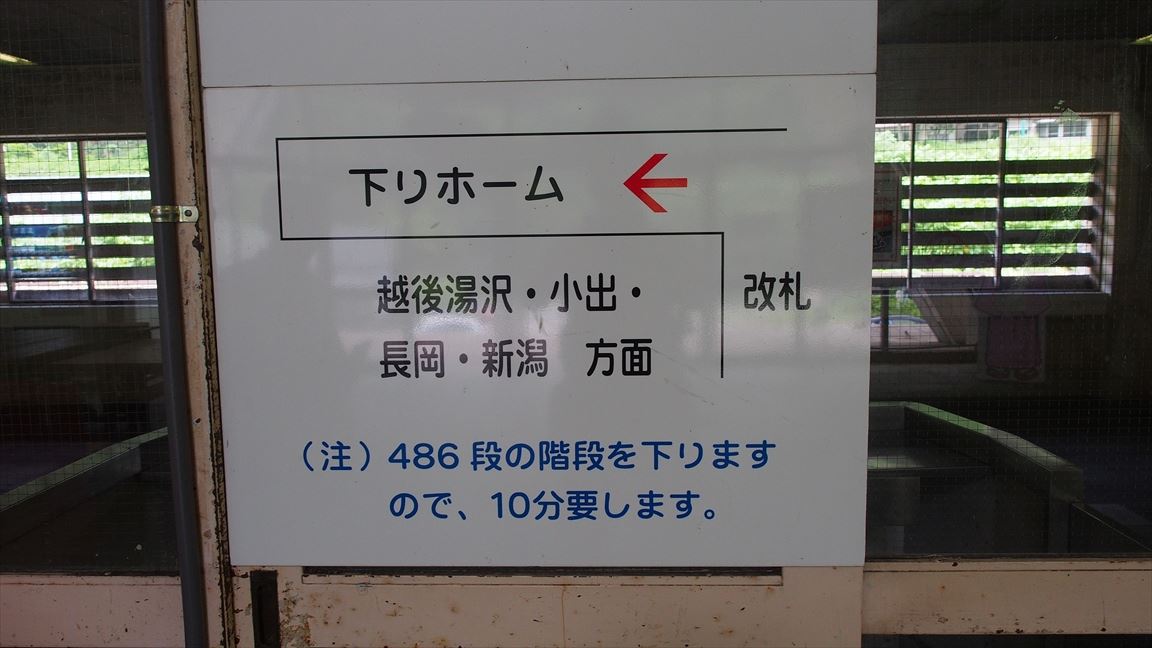 下りホーム ←
越後湯沢・小出・
長岡・新潟　方面
改札
（注）486 段の階段を下ります
ので、10分要します。